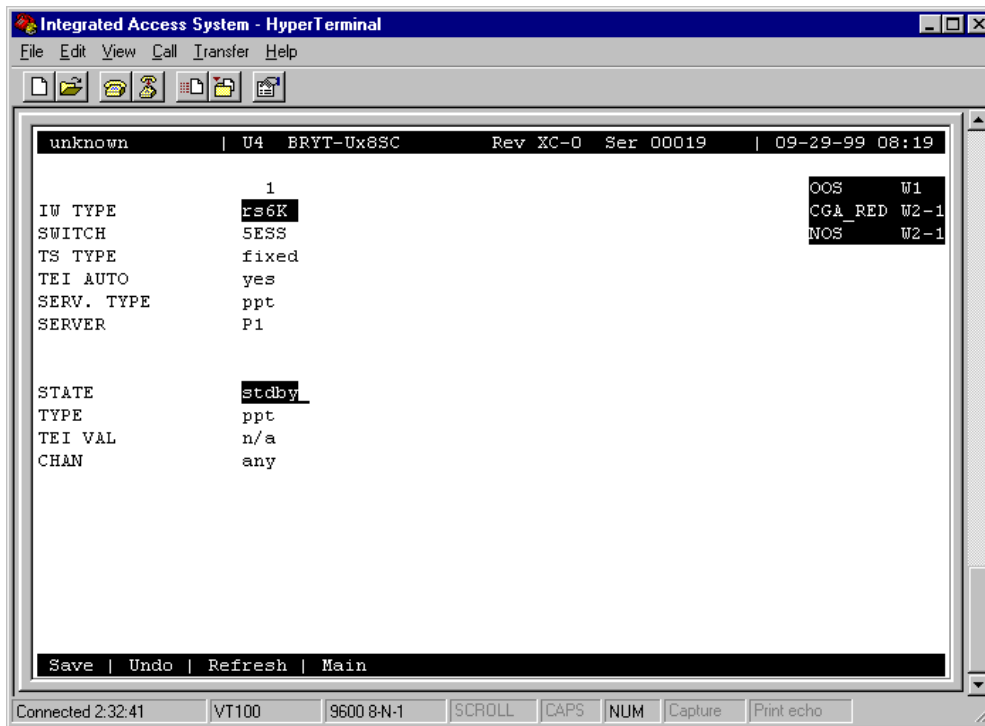 Integrated Access System - HyperTerminal
File Edit View Call Transfer Help
unknown | U4 BRYT-Ux8SC Rev XC-0 Ser 00019 | 09-29-99 08:19
1 OOS W1
IW TYPE rs6K CGA_RED W2-1
SWITCH 5ESS NOS W2-1
TS TYPE fixed
TEI AUTO yes
SERV. TYPE ppt
SERVER P1
STATE stdby_
TYPE ppt
TEI VAL n/a
CHAN any
Save | Undo | Refresh | Main
Connected 2:32:41 VT100 9600 8-N-1 SCROLL CAPS NUM Capture Print echo